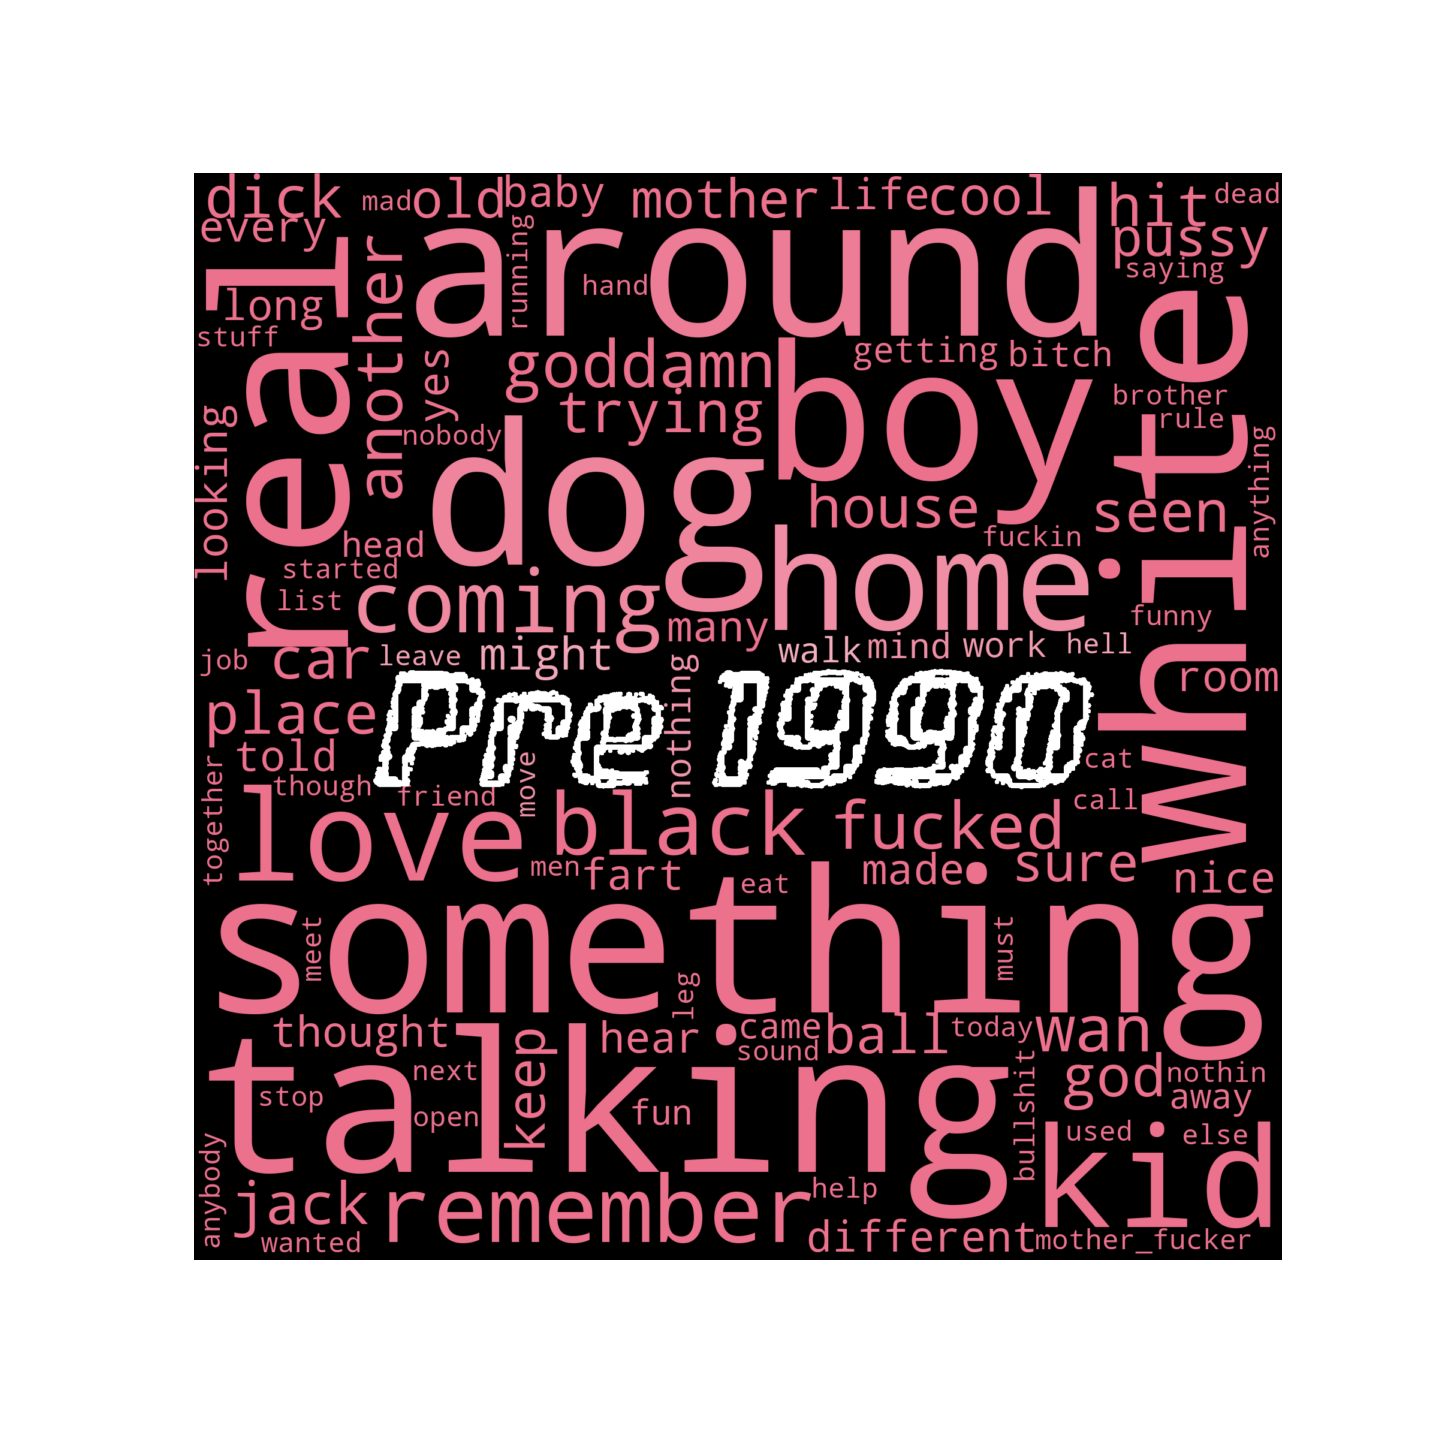 dick
mad
old
baby
mother
life
cool
hit
dead
every
around
pussy
running
saying
real
long
another
hand
white
stuff
yes
goddamn
boy
getting
bitch
trying
brother
rule
looking
nobody
dog
anything
house
seen
head
home
fuckin
started
coming
list
many
funny
job
car
leave
might
walk
mind
work
hell
room
place
Pre 1990
nothing
told
cat
together
though
friend
move
call
love
black
fucked
men
fart
made
sure
eat
nice
something
meet
leg
must
thought
hear
came
ball
today
wan
sound
talking
next
keep
god
nothin
stop
open
fun
bullshit
away
used
else
anybody
kid
jack
remember
help
wanted
different
mother_fucker